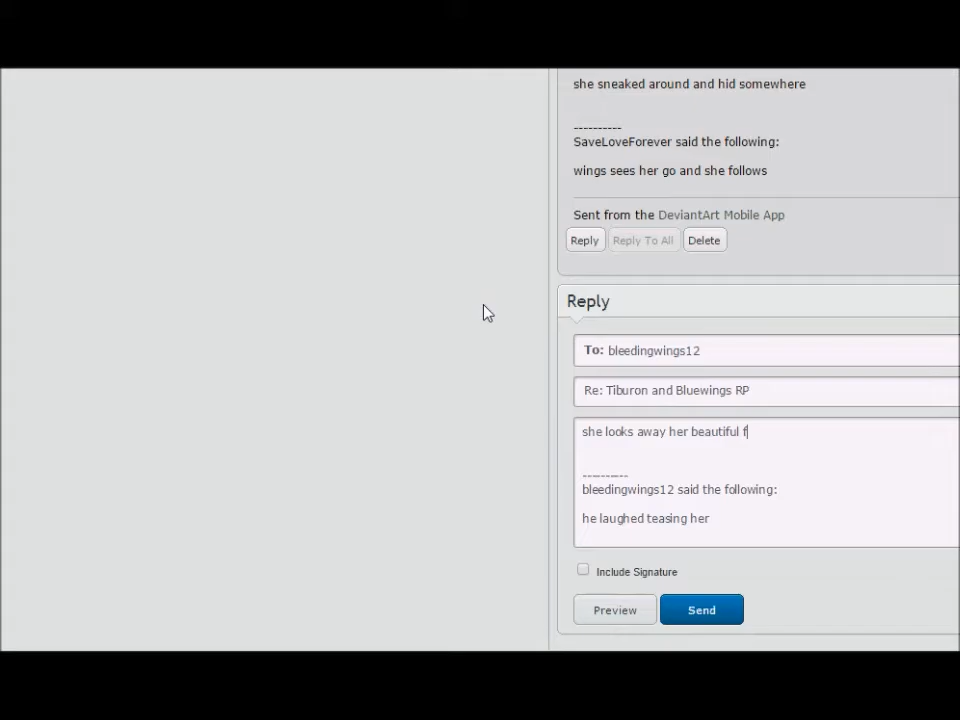 she sneaked around and hid somewhere
----------
SaveLoveForever said the following:
wings sees her go and she follows
Sent from the DeviantArt Mobile App
Reply Reply To All Delete
Reply
To: bleedingwings12
Re: Tiburon and Bluewings RP
she looks away her beautiful f
----------
bleedingwings12 said the following:
he laughed teasing her
Include Signature
Preview Send